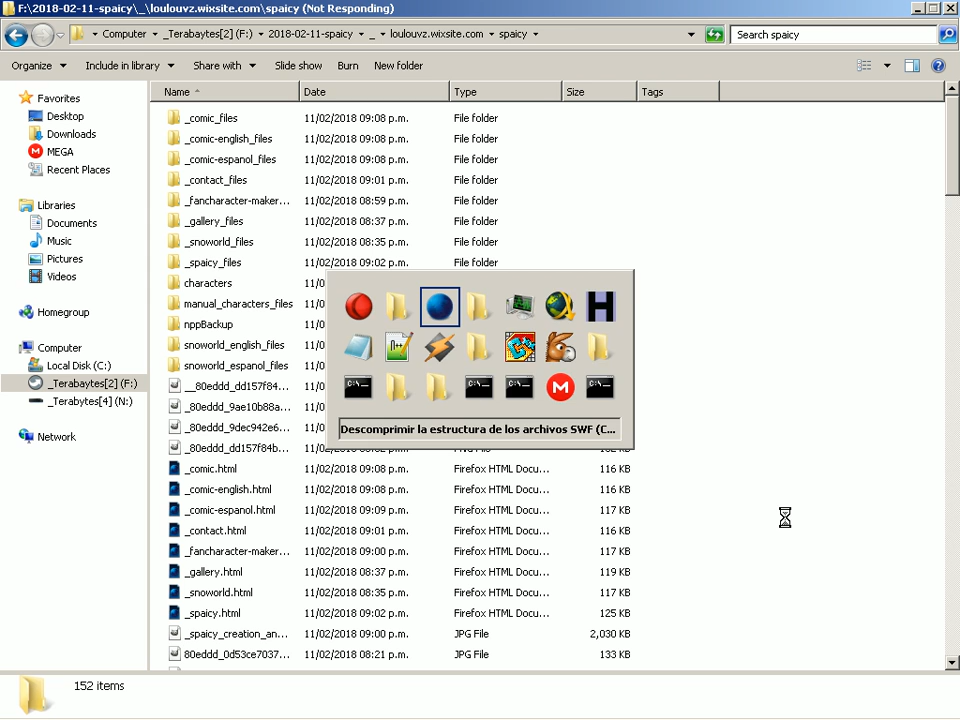 F:\2018-02-11-spaicy\_\loulouvz.wixsite.com\spaicy (Not Responding)
Computer _Terabaytes[2] (F:) 2018-02-11-spaicy _ loulouvz.wixsite.com spaicy Search spaicy
Organize Include in library Share with Slide show Burn New folder
Name Date Type Size Tags
Favorites
Desktop
Downloads
MEGA
Recent Places
Libraries
Documents
Music
Pictures
Videos
Homegroup
Computer
Local Disk (C:)
_Terabaytes[2] (F:)
_Terabytes[4] (N:)
Network
_comic_files 11/02/2018 09:08 p.m. File folder
_comic-english_files 11/02/2018 09:08 p.m. File folder
_comic-espanol_files 11/02/2018 09:08 p.m. File folder
_contact_files 11/02/2018 09:01 p.m. File folder
_fancharacter-maker... 11/02/2018 08:59 p.m. File folder
_gallery_files 11/02/2018 08:37 p.m. File folder
_snoworld_files 11/02/2018 08:35 p.m. File folder
_spaicy_files 11/02/2018 09:02 p.m. File folder
characters
manual_characters_files
nppBackup
snoworld_english_files
snoworld_espanol_files
__80eddd_dd157f84...
_80eddd_9ae10b88a...
_80eddd_9dec942e6...
_80eddd_dd157f84b...
_comic.html 11/02/2018 09:08 p.m. Firefox HTML Docu... 116 KB
_comic-english.html 11/02/2018 09:08 p.m. Firefox HTML Docu... 116 KB
_comic-espanol.html 11/02/2018 09:09 p.m. Firefox HTML Docu... 117 KB
_contact.html 11/02/2018 09:01 p.m. Firefox HTML Docu... 116 KB
_fancharacter-maker... 11/02/2018 09:00 p.m. Firefox HTML Docu... 117 KB
_gallery.html 11/02/2018 08:37 p.m. Firefox HTML Docu... 119 KB
_snoworld.html 11/02/2018 08:35 p.m. Firefox HTML Docu... 117 KB
_spaicy.html 11/02/2018 09:02 p.m. Firefox HTML Docu... 125 KB
_spaicy_creation_an... 11/02/2018 09:00 p.m. JPG File 2,030 KB
80eddd_0d53ce7037... 11/02/2018 08:21 p.m. JPG File 133 KB
Descomprimir la estructura de los archivos SWF (C...
152 items